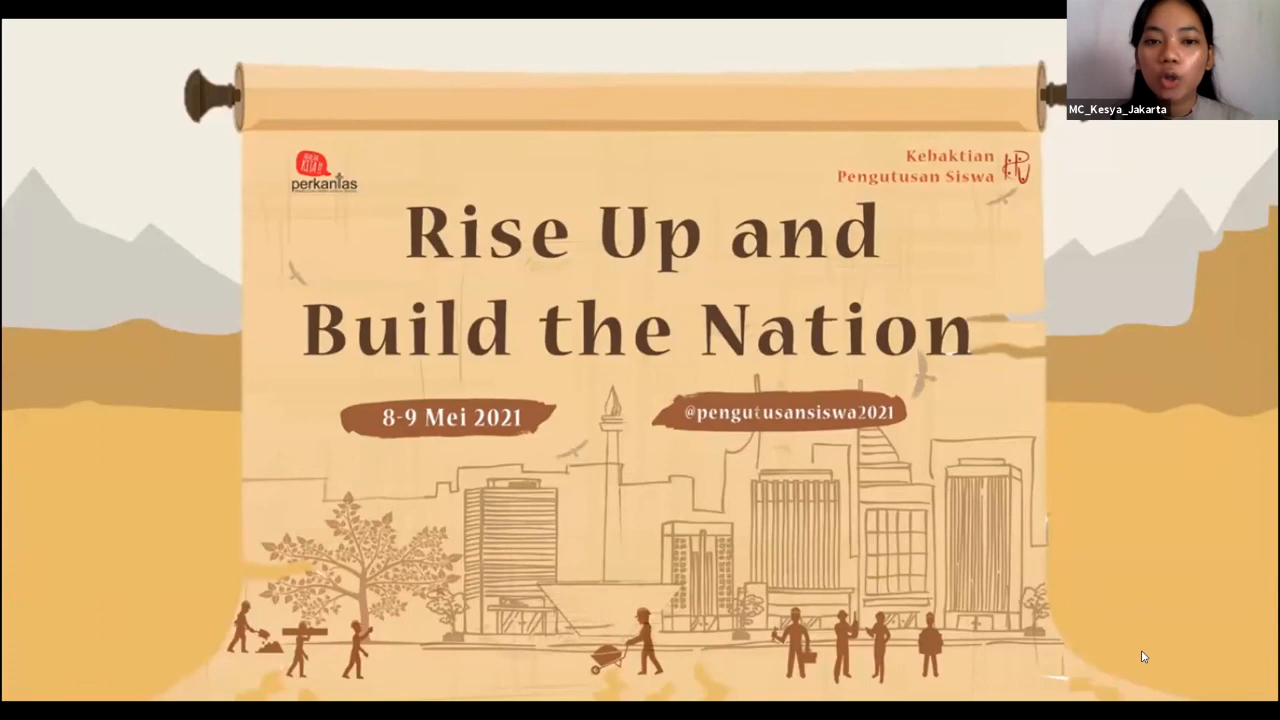 MC_Kesya_Jakarta
perkantas
Kebaktian
Pengutusan Siswa
Rise Up and
Build the Nation
8-9 Mei 2021
@pengutusansiswa2021